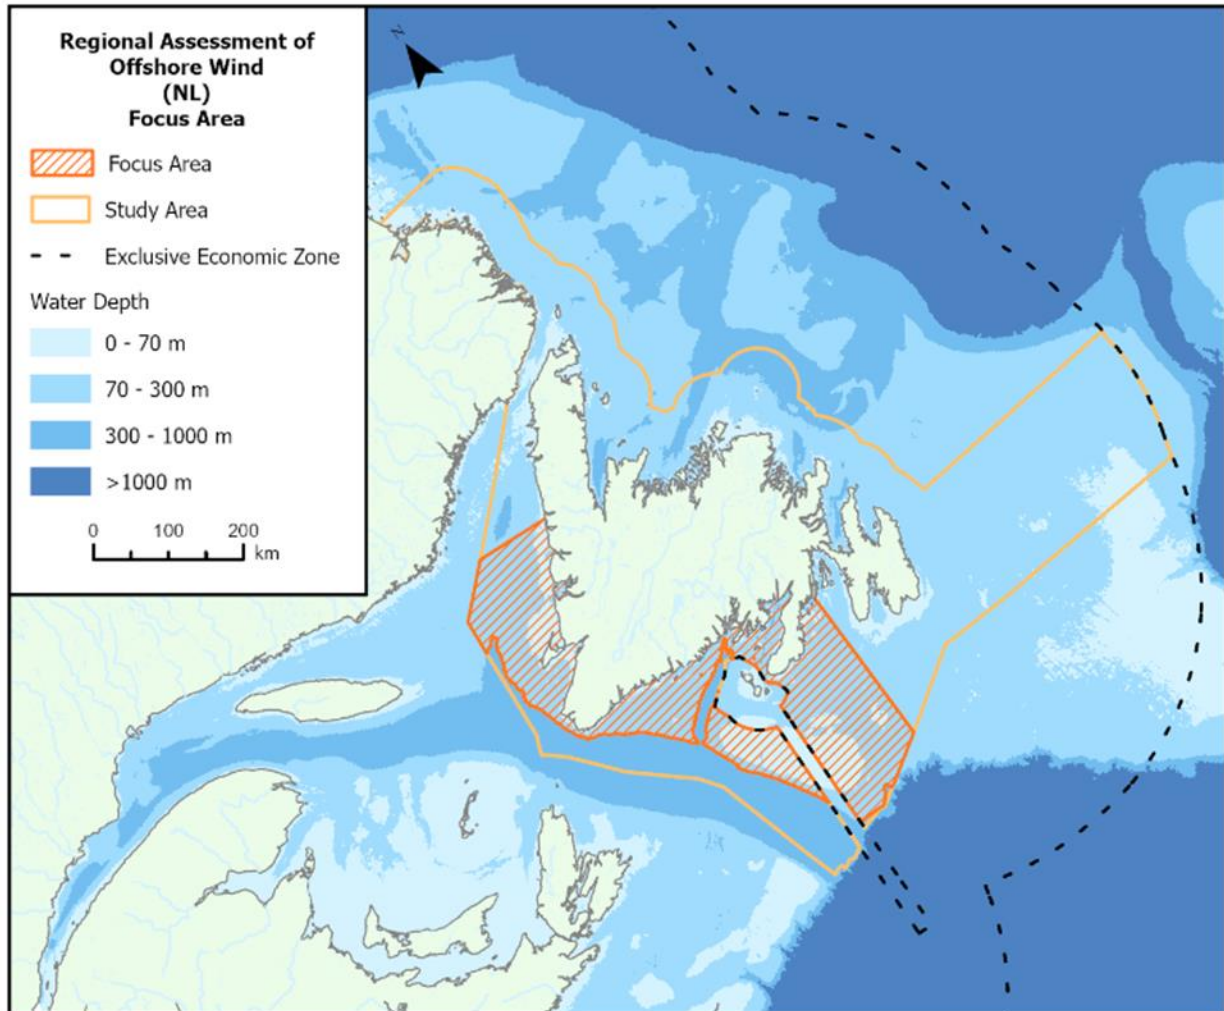 Regional Assessment of
Offshore Wind
(NL)
Focus Area
Focus Area
Study Area
Exclusive Economic Zone
Water Depth
0 - 70 m
70 - 300 m
300 - 1000 m
>1000 m
0 100 200
km
N